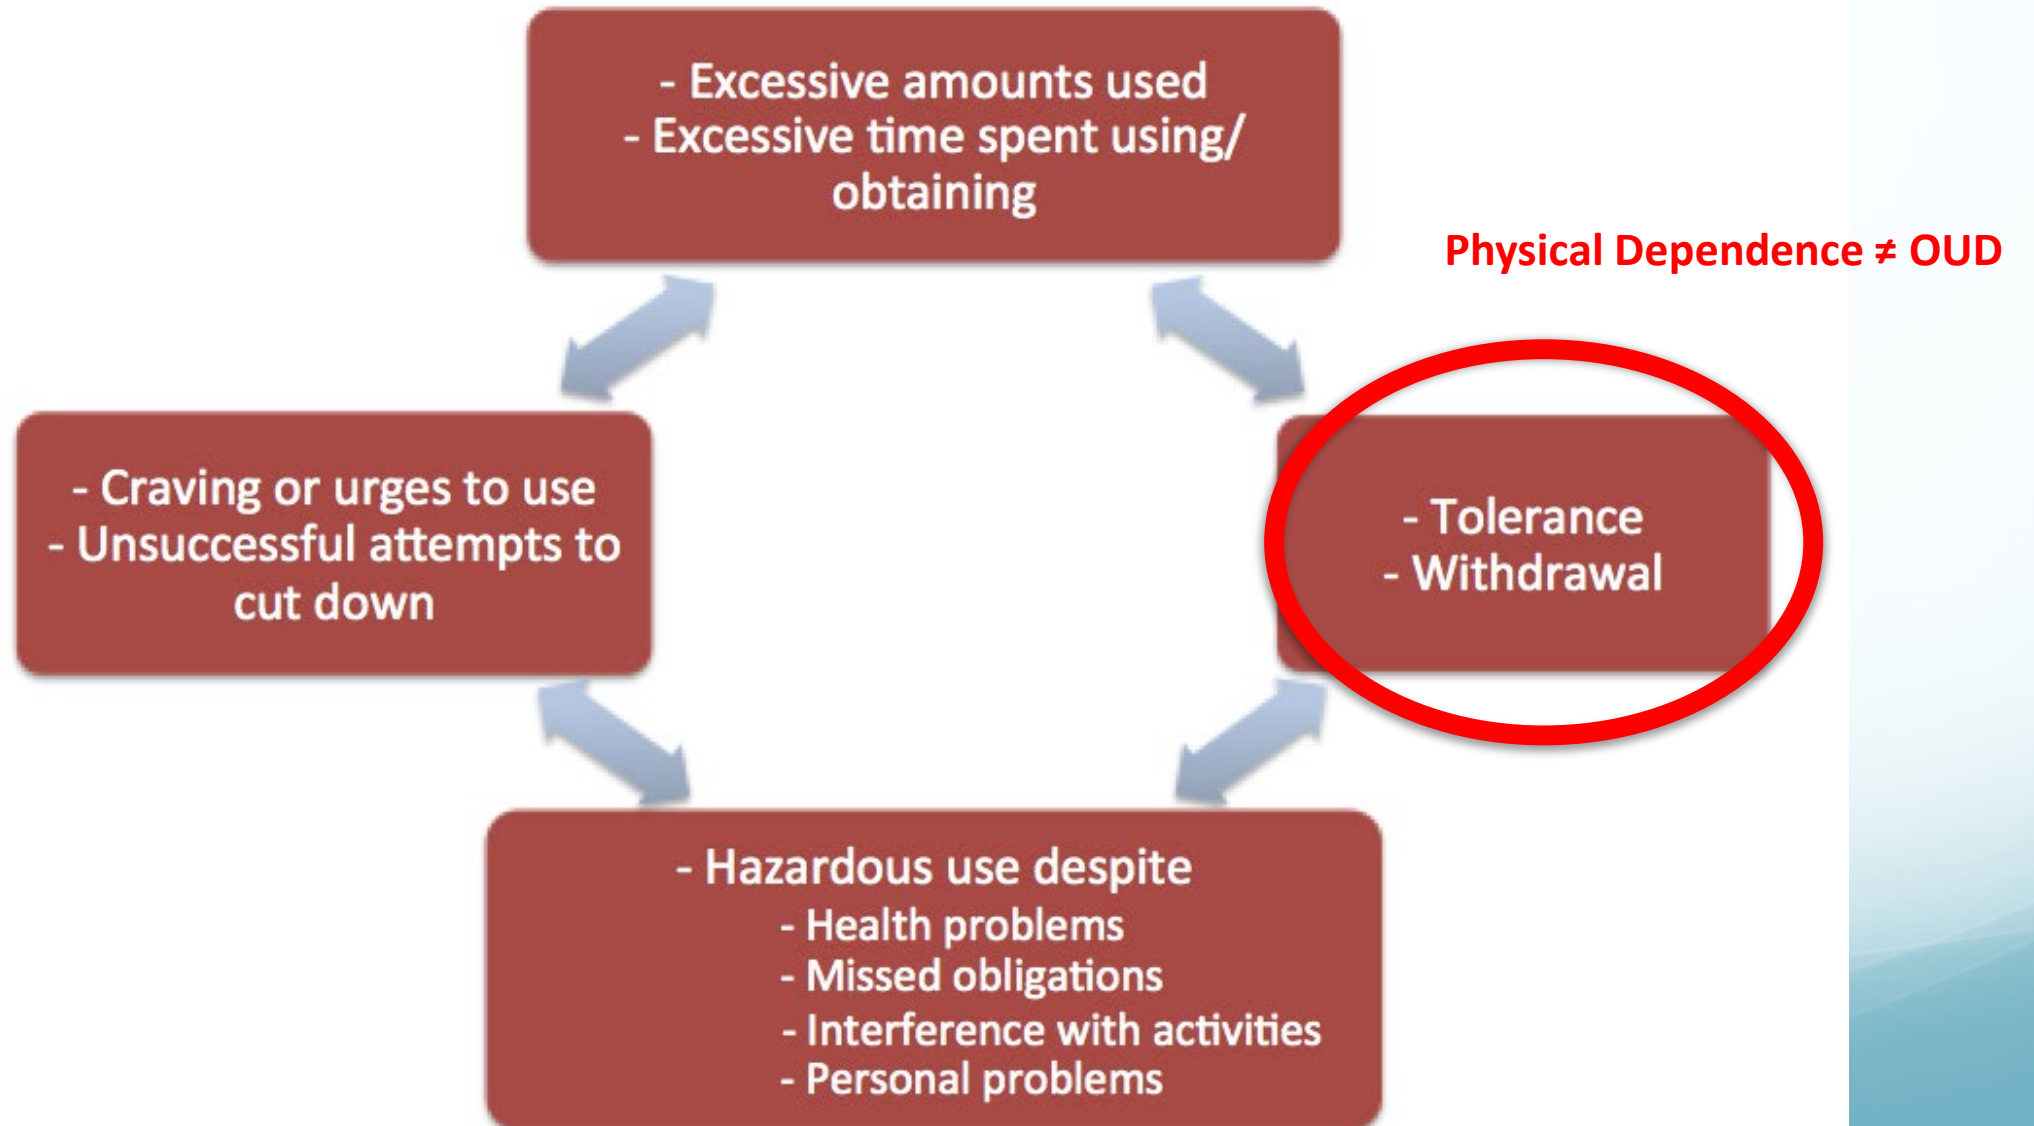 - Excessive amounts used
- Excessive time spent using/
obtaining
Physical Dependence ≠ OUD
- Craving or urges to use
- Unsuccessful attempts to
cut down
- Tolerance
- Withdrawal
- Hazardous use despite
- Health problems
- Missed obligations
- Interference with activities
- Personal problems